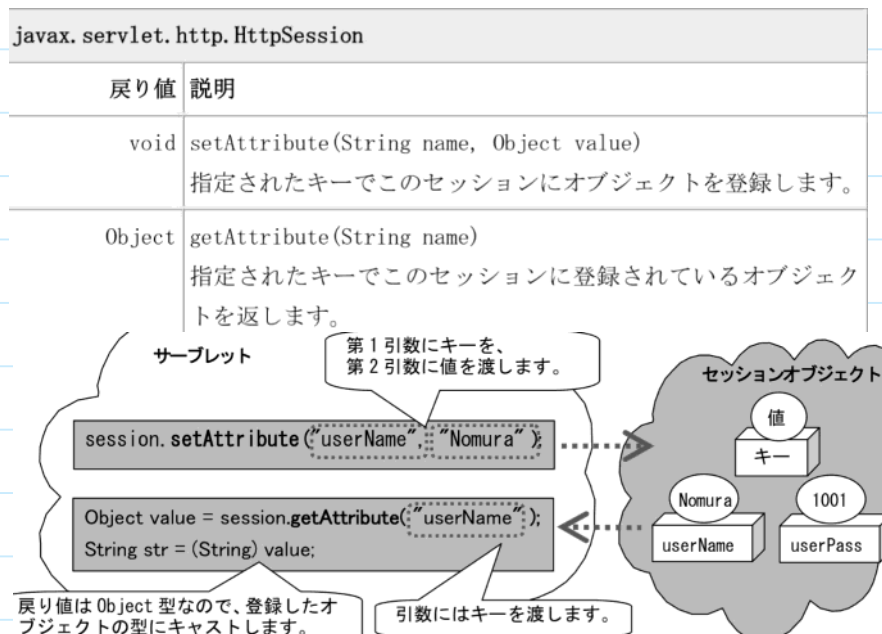 javax.servlet.http.HttpSession
戻り値 説明
void setAttribute(String name, Object value)
指定されたキーでこのセッションにオブジェクトを登録します。
Object getAttribute(String name)
指定されたキーでこのセッションに登録されているオブジェク
トを返します。
サーブレット
第1引数にキーを、
第2引数に値を渡します。
セッションオブジェクト
session.setAttribute("userName", "Nomura");
値
キー
Object value = session.getAttribute("userName");
String str = (String) value;
Nomura
userName
1001
userPass
戻り値は Object 型なので、登録したオ
ブジェクトの型にキャストします。
引数にはキーを渡します。